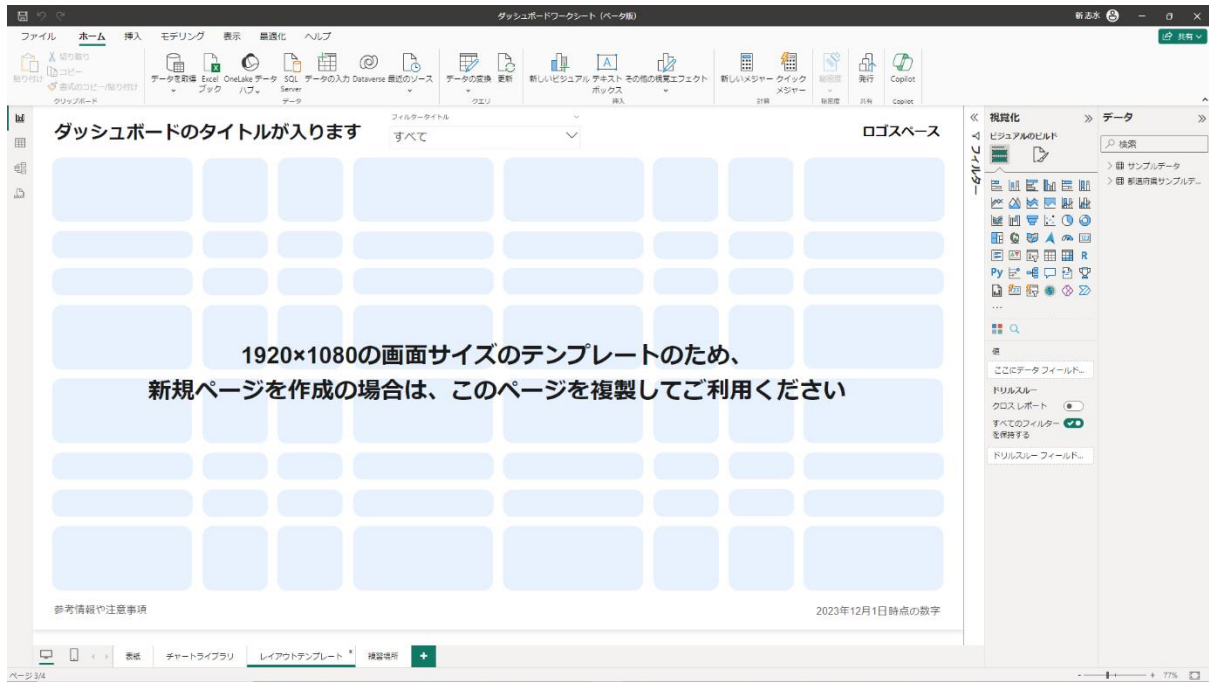 ダッシュボードワークシート (ベータ版)
新 志水
共有
ファイル ホーム 挿入 モデリング 表示 最適化 ヘルプ
貼り付け
切り取り
コピー
書式のコピー/貼り付け
クリップボード
データを取得
Excel ブック
OneLake データ ハブ
SQL Server
データの入力
Dataverse
最近のソース
データ
データの変換
更新
クエリ
新しいビジュアル
テキスト ボックス
その他の視覚エフェクト
挿入
新しいメジャー
クイック メジャー
計算
秘密度
秘密度
発行
共有
Copilot
Copilot
ダッシュボードのタイトルが入ります
フィルタータイトル
すべて
ロゴスペース
1920×1080の画面サイズのテンプレートのため、
新規ページを作成の場合は、このページを複製してご利用ください
参考情報や注意事項
2023年12月1日時点の数字
フィルター
視覚化
ビジュアルのビルド
R
Py
値
ここにデータ フィールド...
ドリルスルー
クロス レポート
すべてのフィルターを保持する
ドリルスルー フィールド...
データ
検索
サンプルデータ
都道府県サンプルデ...
表紙
チャートライブラリ
レイアウトテンプレート
練習場所
ページ 3/4
77%